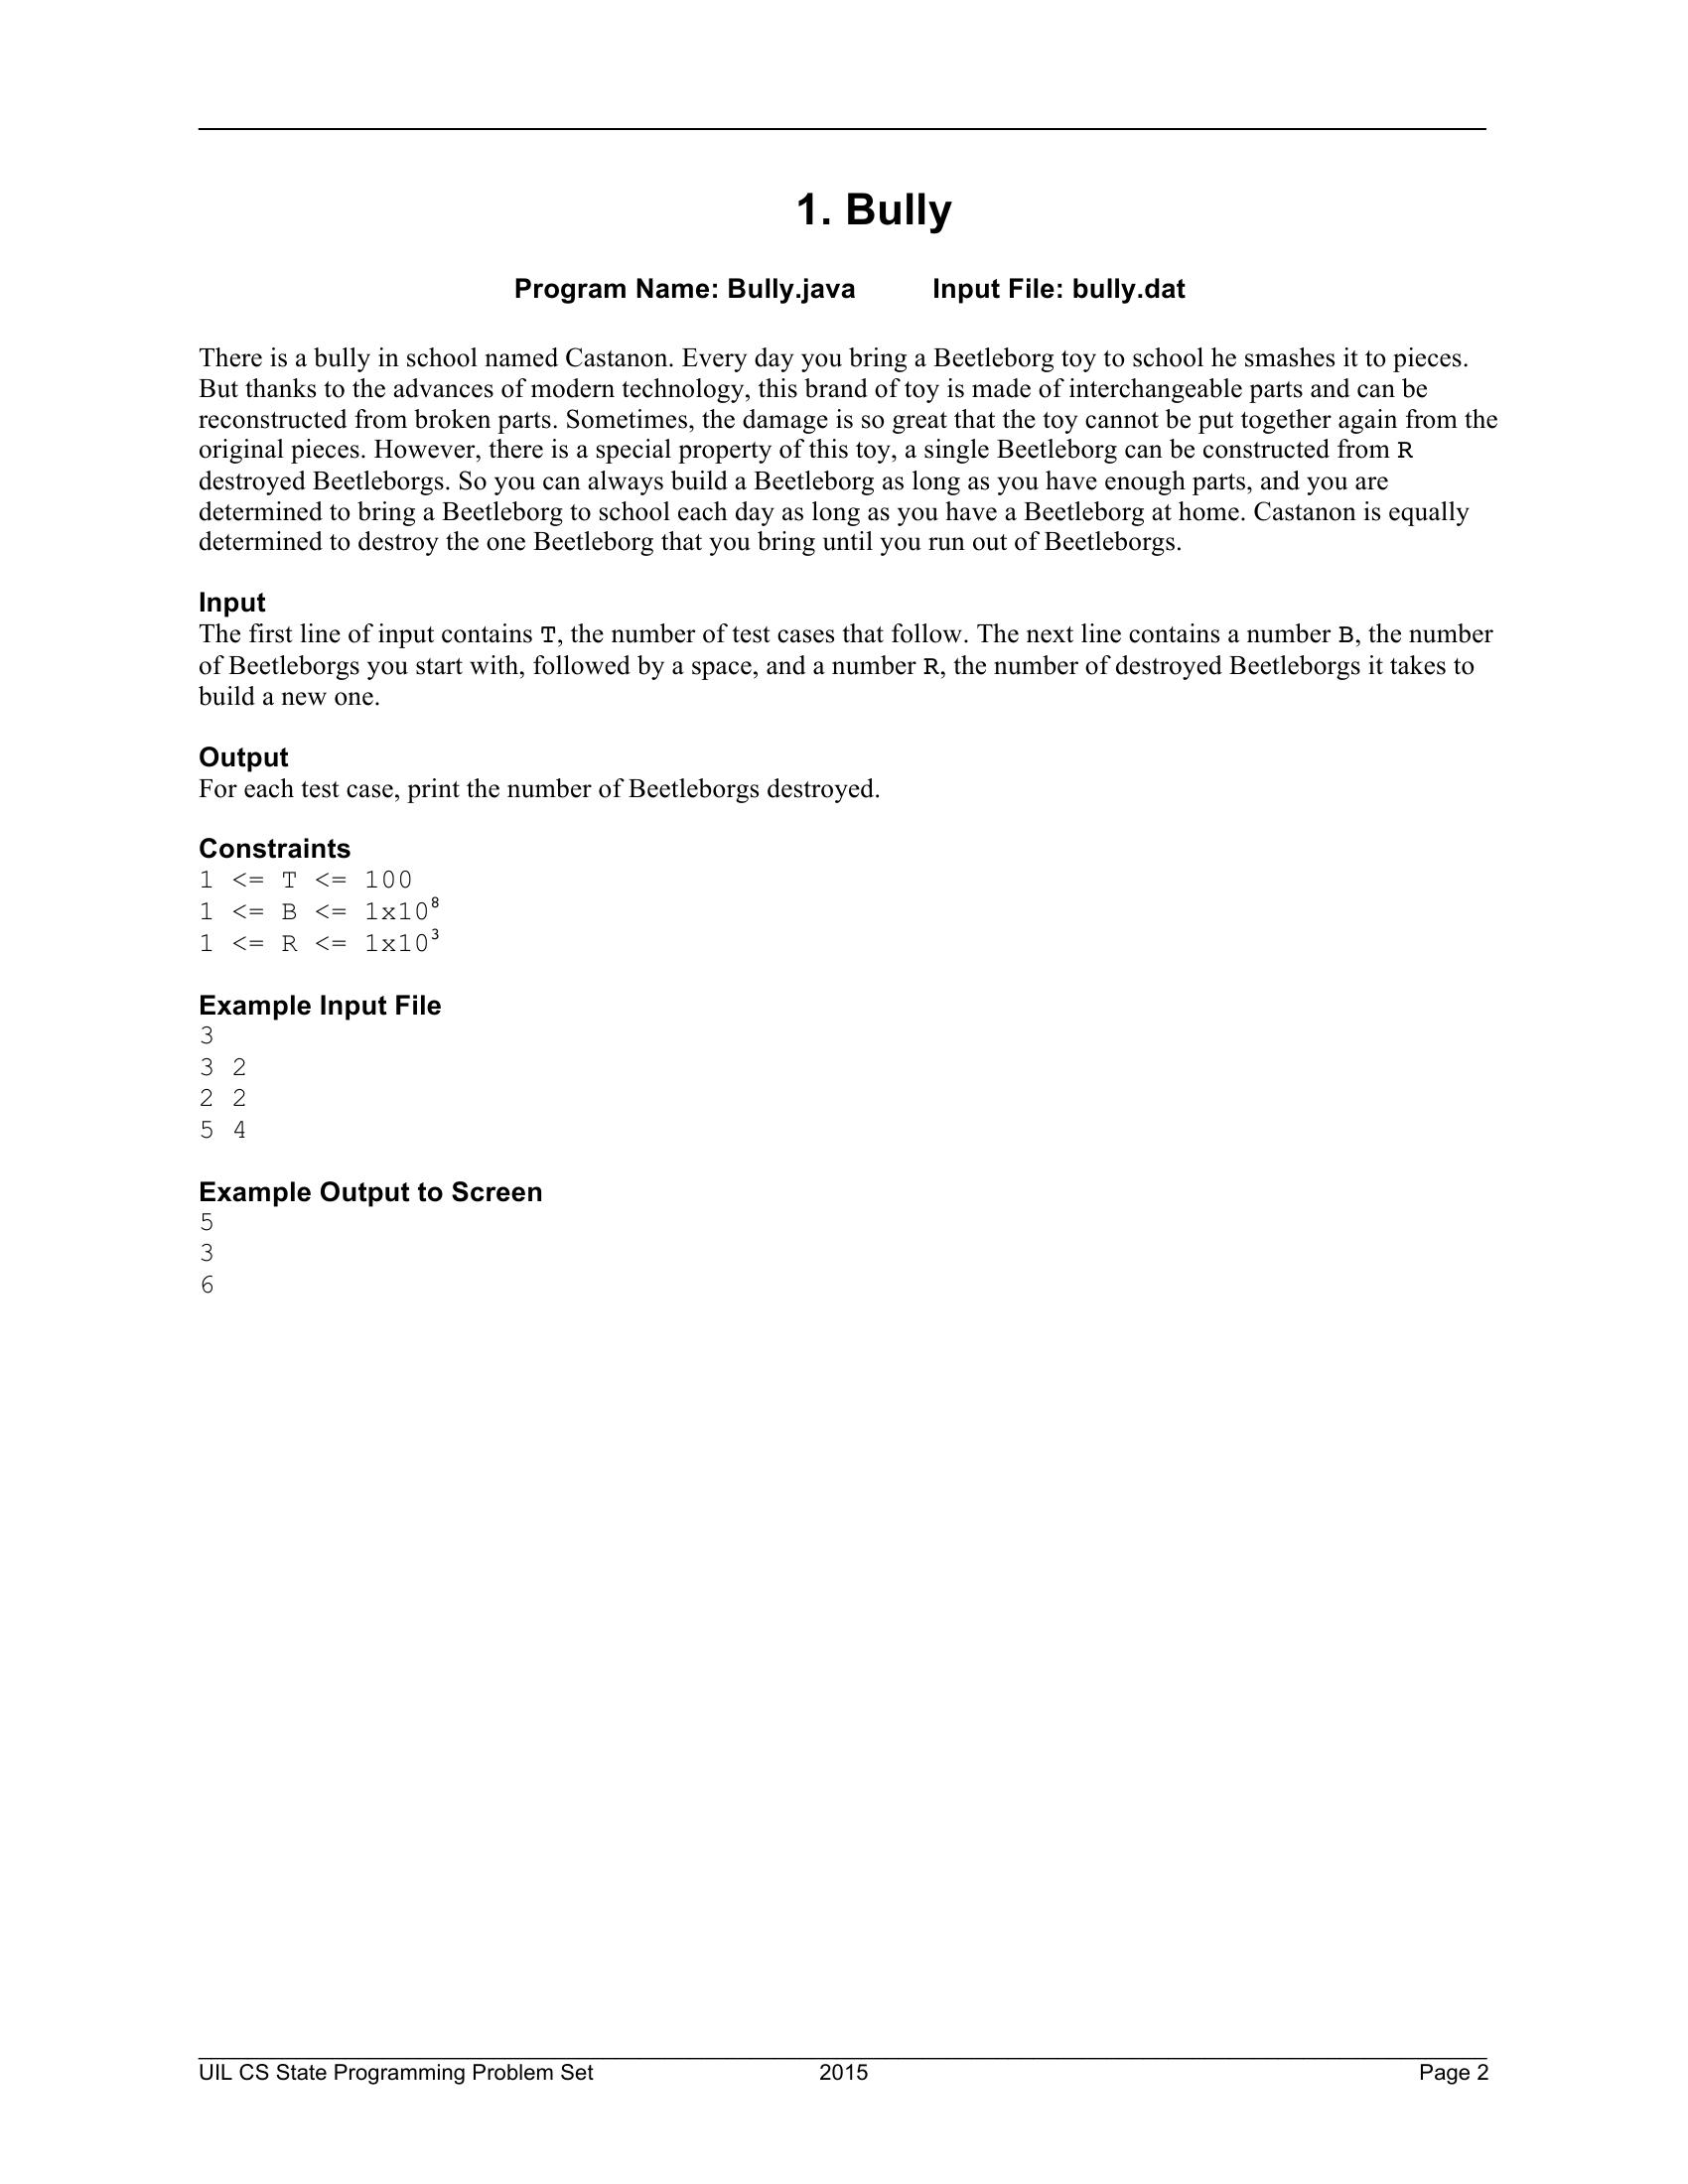 1. Bully
Program Name: Bully.java Input File: bully.dat
There is a bully in school named Castanon. Every day you bring a Beetleborg toy to school he smashes it to pieces.
But thanks to the advances of modern technology, this brand of toy is made of interchangeable parts and can be
reconstructed from broken parts. Sometimes, the damage is so great that the toy cannot be put together again from the
original pieces. However, there is a special property of this toy, a single Beetleborg can be constructed from R
destroyed Beetleborgs. So you can always build a Beetleborg as long as you have enough parts, and you are
determined to bring a Beetleborg to school each day as long as you have a Beetleborg at home. Castanon is equally
determined to destroy the one Beetleborg that you bring until you run out of Beetleborgs.
Input
The first line of input contains T, the number of test cases that follow. The next line contains a number B, the number
of Beetleborgs you start with, followed by a space, and a number R, the number of destroyed Beetleborgs it takes to
build a new one.
Output
For each test case, print the number of Beetleborgs destroyed.
Constraints
1 <= T <= 100
1 <= B <= 1x10⁸
1 <= R <= 1x10³
Example Input File
3
3 2
2 2
5 4
Example Output to Screen
5
3
6
UIL CS State Programming Problem Set 2015 Page 2